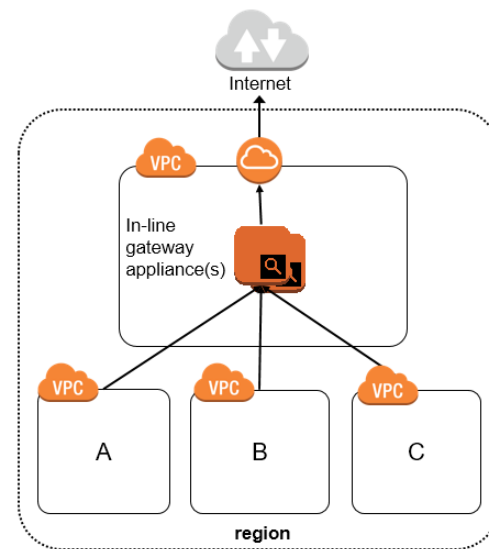 Internet
VPC
In-line
gateway
appliance(s)
VPC
VPC
VPC
A
B
C
region